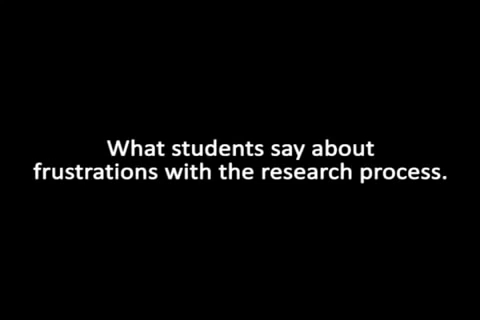 What students say about
frustrations with the research process.